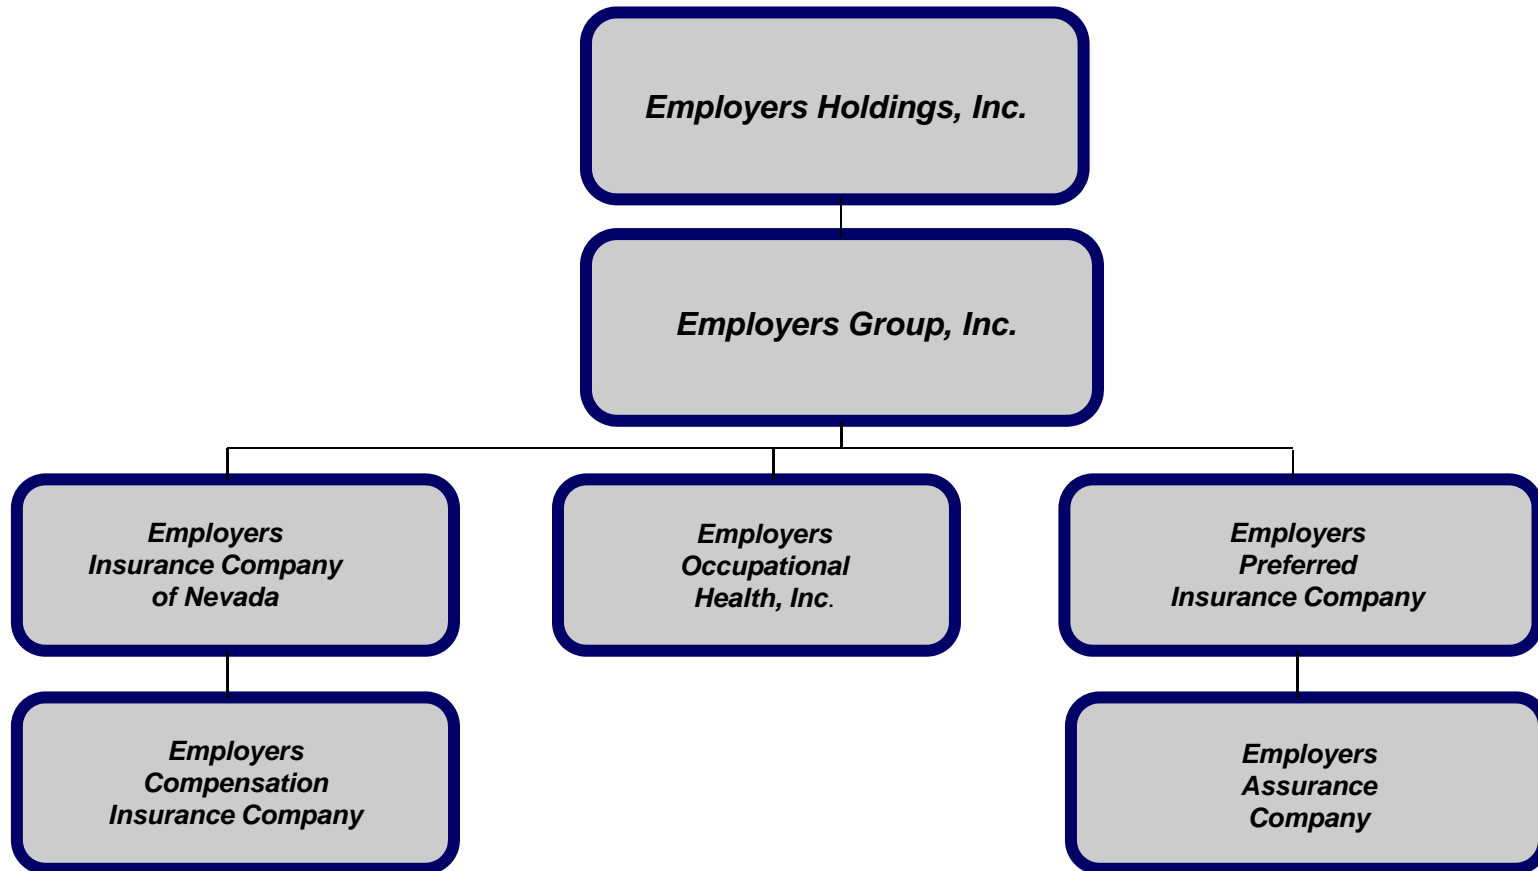 Employers Holdings, Inc.
Employers Group, Inc.
Employers
Insurance Company
of Nevada
Employers
Occupational
Health, Inc.
Employers
Preferred
Insurance Company
Employers
Compensation
Insurance Company
Employers
Assurance
Company